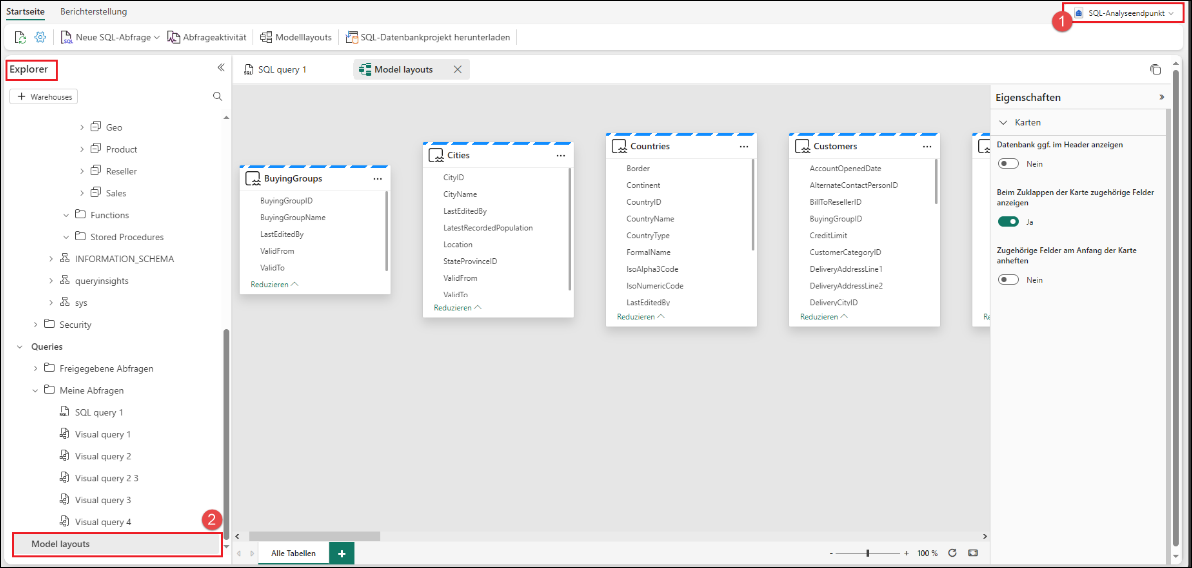 Startseite Berichterstellung
1 SQL-Analyseendpunkt
Neue SQL-Abfrage Abfrageaktivität Modelllayouts SQL-Datenbankprojekt herunterladen
Explorer
+ Warehouses
Geo
Product
Reseller
Sales
Functions
Stored Procedures
INFORMATION_SCHEMA
queryinsights
sys
Security
Queries
Freigegebene Abfragen
Meine Abfragen
SQL query 1
Visual query 1
Visual query 2
Visual query 2 3
Visual query 3
Visual query 4
2
Model layouts
SQL query 1
Model layouts
BuyingGroups
BuyingGroupID
BuyingGroupName
LastEditedBy
ValidFrom
ValidTo
Reduzieren
Cities
CityID
CityName
LastEditedBy
LatestRecordedPopulation
Location
StateProvinceID
ValidFrom
ValidTo
Reduzieren
Countries
Border
Continent
CountryID
CountryName
CountryType
FormalName
IsoAlpha3Code
IsoNumericCode
LastEditedBy
Reduzieren
Customers
AccountOpenedDate
AlternateContactPersonID
BillToResellerID
BuyingGroupID
CreditLimit
CustomerCategoryID
DeliveryAddressLine1
DeliveryAddressLine2
DeliveryCityID
Reduzieren
Re
Eigenschaften
Karten
Datenbank ggf. im Header anzeigen
Nein
Beim Zuklappen der Karte zugehörige Felder
anzeigen
Ja
Zugehörige Felder am Anfang der Karte
anheften
Nein
Alle Tabellen +
- + 100 %